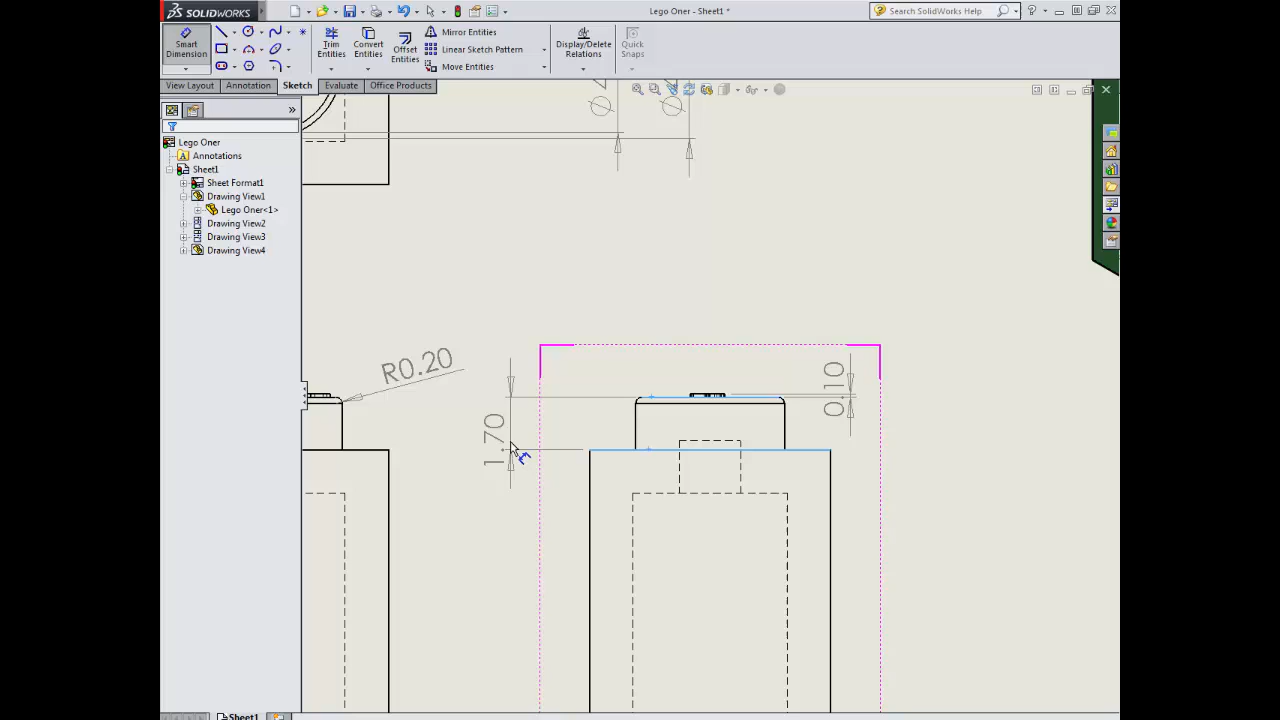 SOLIDWORKS
Lego Oner - Sheet1 *
Search SolidWorks Help
Smart Dimension
Trim Entities
Convert Entities
Offset Entities
Mirror Entities
Linear Sketch Pattern
Move Entities
Display/Delete Relations
Quick Snaps
View Layout
Annotation
Sketch
Evaluate
Office Products
Lego Oner
Annotations
Sheet1
Sheet Format1
Drawing View1
Lego Oner<1>
Drawing View2
Drawing View3
Drawing View4
R0.20
1.70
0.10
Sheet1